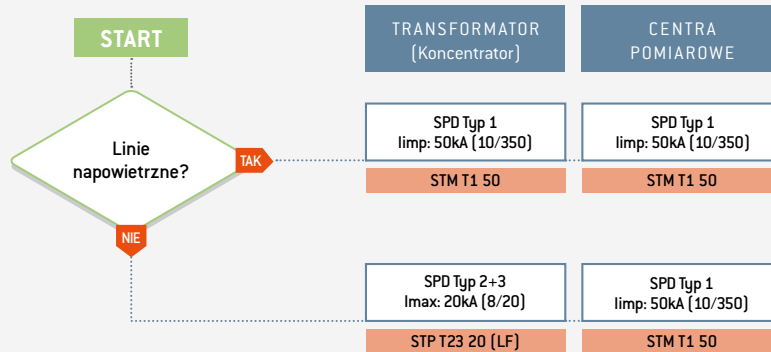 START
TRANSFORMATOR
(Koncentrator)
CENTRA
POMIAROWE
Linie
napowietrzne?
TAK
SPD Typ 1
Iimp: 50kA (10/350)
STM T1 50
SPD Typ 1
Iimp: 50kA (10/350)
STM T1 50
NIE
SPD Typ 2+3
Imax: 20kA (8/20)
STP T23 20 (LF)
SPD Typ 1
Iimp: 50kA (10/350)
STM T1 50